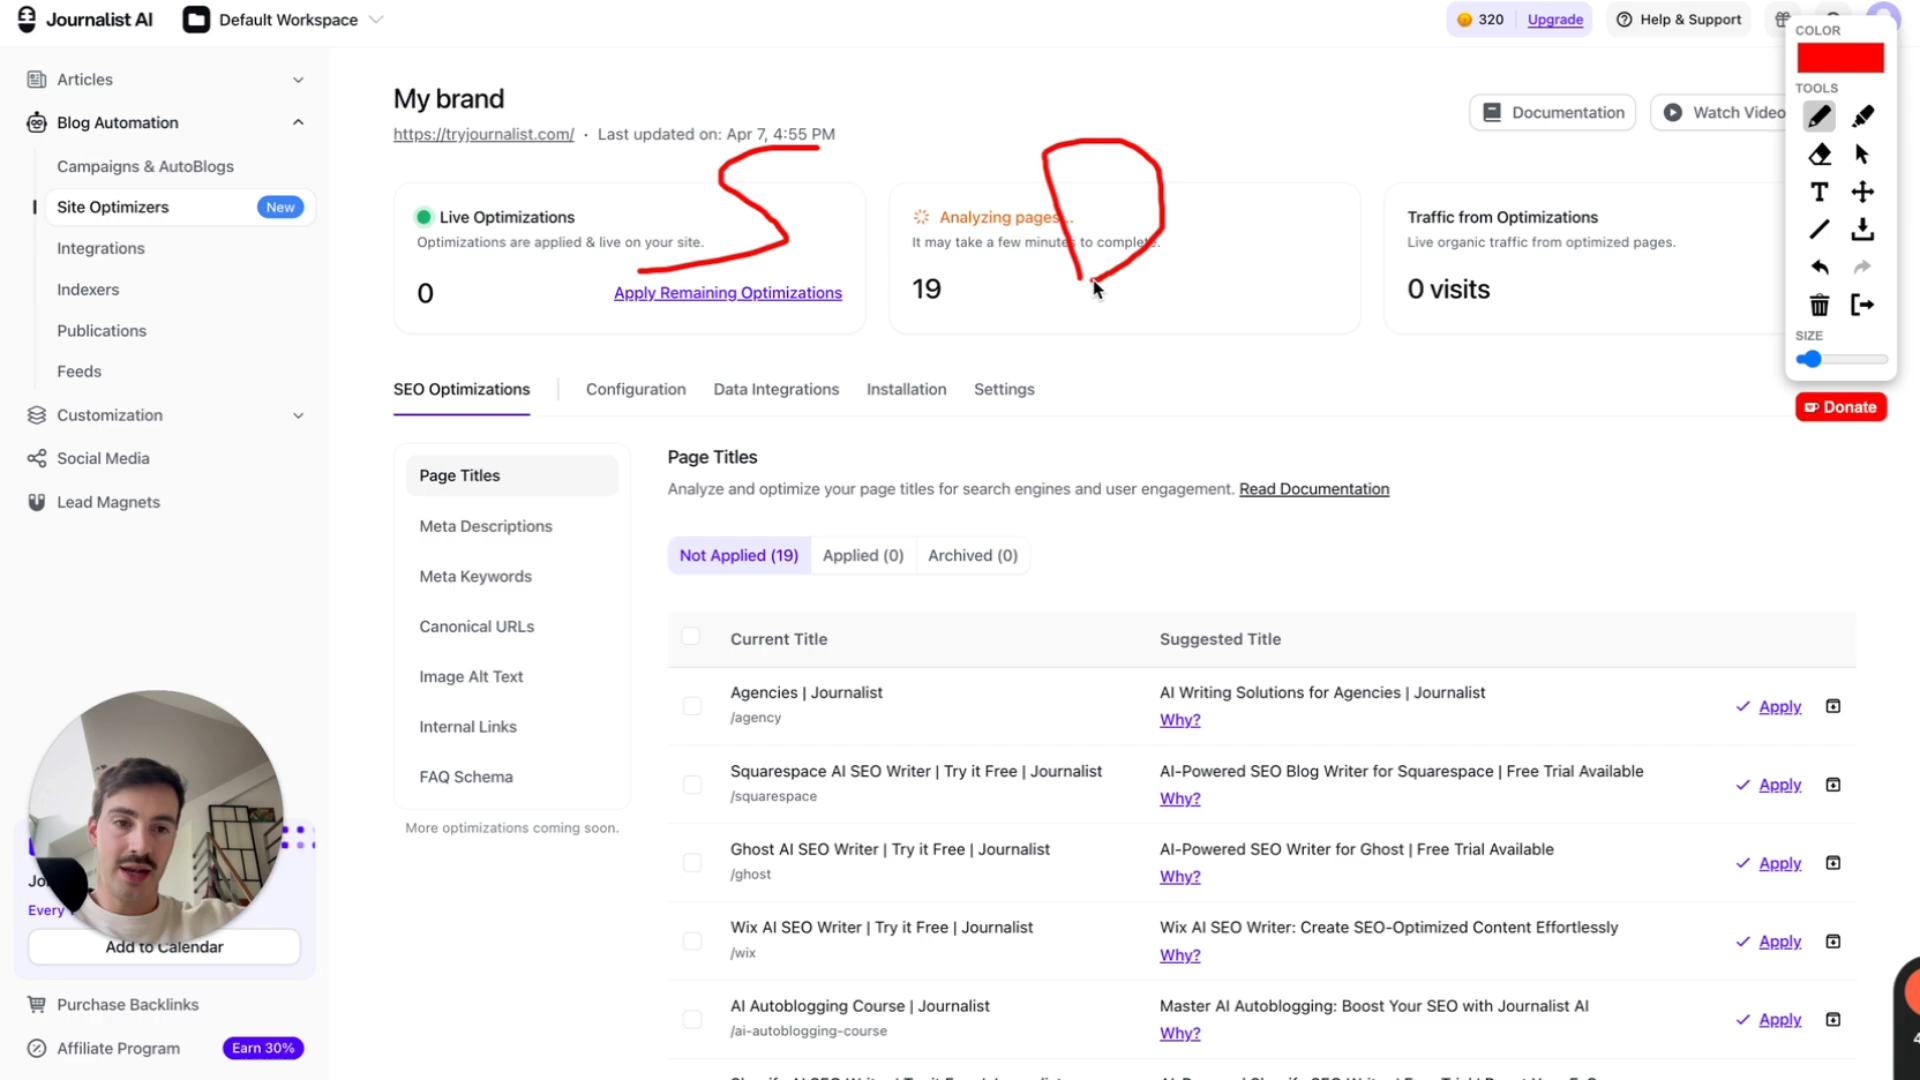 Journalist AI
Default Workspace
320 Upgrade
Help & Support
COLOR
TOOLS
SIZE
Donate
Articles
Blog Automation
Campaigns & AutoBlogs
Site Optimizers New
Integrations
Indexers
Publications
Feeds
Customization
Social Media
Lead Magnets
Every
Add to Calendar
Purchase Backlinks
Affiliate Program Earn 30%
My brand
https://tryjournalist.com/ · Last updated on: Apr 7, 4:55 PM
Documentation
Watch Video
S D
Live Optimizations
Optimizations are applied & live on your site.
0 Apply Remaining Optimizations
Analyzing pages...
It may take a few minutes to complete.
19
Traffic from Optimizations
Live organic traffic from optimized pages.
0 visits
SEO Optimizations Configuration Data Integrations Installation Settings
Page Titles
Meta Descriptions
Meta Keywords
Canonical URLs
Image Alt Text
Internal Links
FAQ Schema
More optimizations coming soon.
Page Titles
Analyze and optimize your page titles for search engines and user engagement. Read Documentation
Not Applied (19) Applied (0) Archived (0)
Current Title Suggested Title
Agencies | Journalist
/agency
AI Writing Solutions for Agencies | Journalist
Why?
Apply
Squarespace AI SEO Writer | Try it Free | Journalist
/squarespace
AI-Powered SEO Blog Writer for Squarespace | Free Trial Available
Why?
Apply
Ghost AI SEO Writer | Try it Free | Journalist
/ghost
AI-Powered SEO Writer for Ghost | Free Trial Available
Why?
Apply
Wix AI SEO Writer | Try it Free | Journalist
/wix
Wix AI SEO Writer: Create SEO-Optimized Content Effortlessly
Why?
Apply
AI Autoblogging Course | Journalist
/ai-autoblogging-course
Master AI Autoblogging: Boost Your SEO with Journalist AI
Why?
Apply